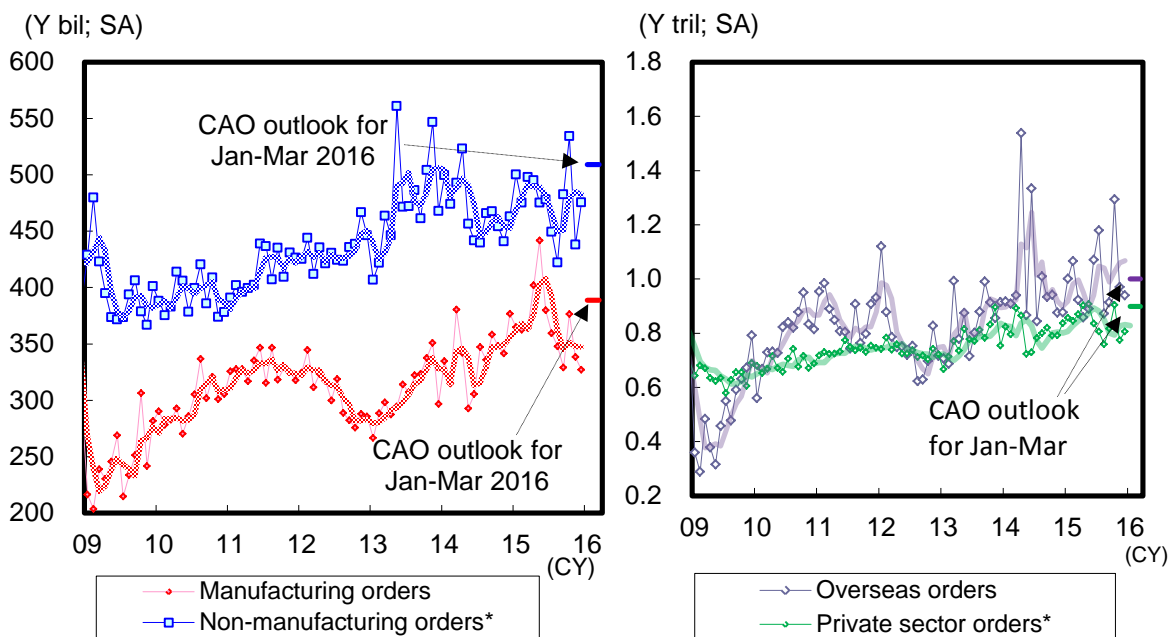 (Y bil; SA)
600
550
500
450
400
350
300
250
200
CAO outlook for
Jan-Mar 2016
CAO outlook for
Jan-Mar 2016
09 10 11 12 13 14 15 16
(CY)
Manufacturing orders
Non-manufacturing orders*
(Y tril; SA)
1.8
1.6
1.4
1.2
1.0
0.8
0.6
0.4
0.2
CAO outlook
for Jan-Mar
09 10 11 12 13 14 15 16
(CY)
Overseas orders
Private sector orders*